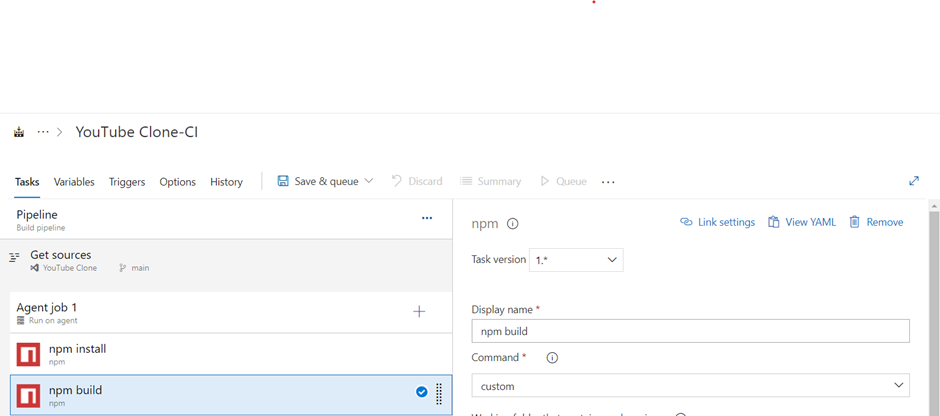 ··· > YouTube Clone-CI
Tasks Variables Triggers Options History Save & queue Discard Summary Queue ···
Pipeline ···
Build pipeline
Get sources
YouTube Clone main
Agent job 1 +
Run on agent
npm install
npm
npm build
npm
npm Link settings View YAML Remove
Task version 1.*
Display name *
npm build
Command *
custom